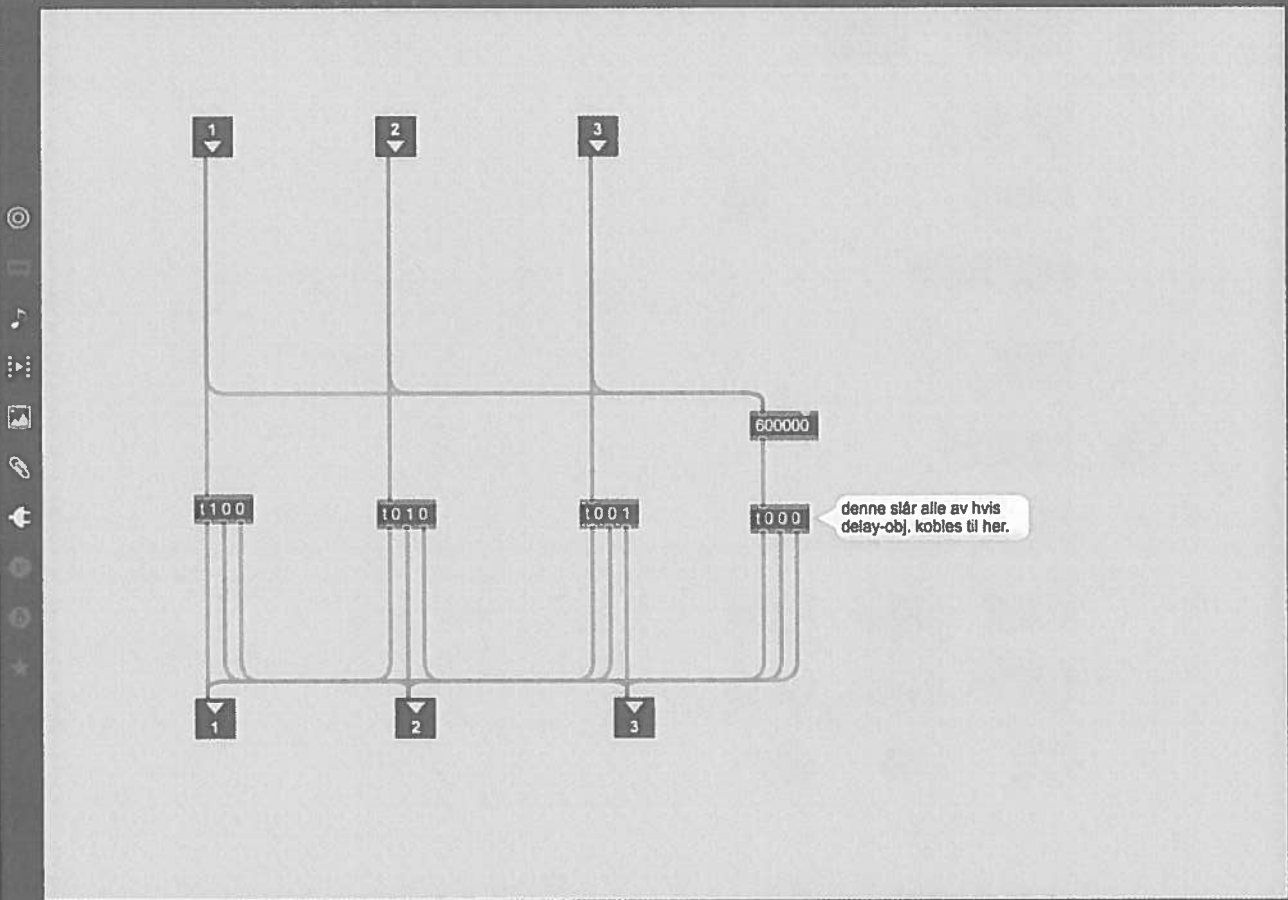 1
2
3
600000
t 1 0 0
t 0 1 0
t 0 0 1
t 0 0 0
denne slår alle av hvis
delay-obj. kobles til her.
1
2
3